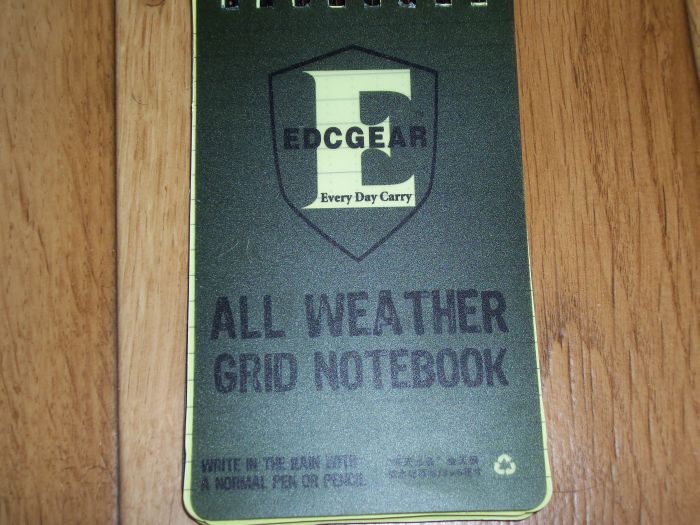 E
EDCGEAR
Every Day Carry
ALL WEATHER
GRID NOTEBOOK
WRITE IN THE RAIN WITH
A NORMAL PEN OR PENCIL